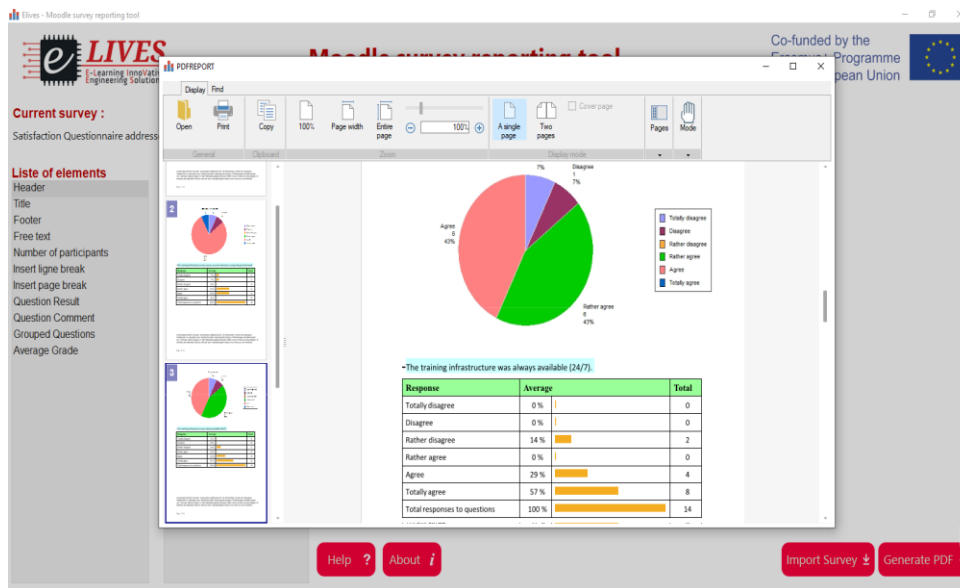 Elives - Moodle survey reporting tool
e LIVES
E-Learning InnoVati
Engineering Solution
Moodle survey reporting tool
Co-funded by the
Programme
pean Union
Current survey :
Satisfaction Questionnaire address
Liste of elements
Header
Title
Footer
Free text
Number of participants
Insert ligne break
Insert page break
Question Result
Question Comment
Grouped Questions
Average Grade
PDFREPORT
Display Find
Open Print Copy 100% Page width Entire page 100% A single page Two pages Cover page Pages Mode
General Clipboard Zoom Display mode
2
3
7%
Disagree
1
7%
Agree
6
43%
Rather agree
6
43%
Totally disagree
Disagree
Rather disagree
Rather agree
Agree
Totally agree
-The training infrastructure was always available (24/7).
Response Average Total
Totally disagree 0 % 0
Disagree 0 % 0
Rather disagree 14 % 2
Rather agree 0 % 0
Agree 29 % 4
Totally agree 57 % 8
Total responses to questions 100 % 14
Help ? About i Import Survey Generate PDF